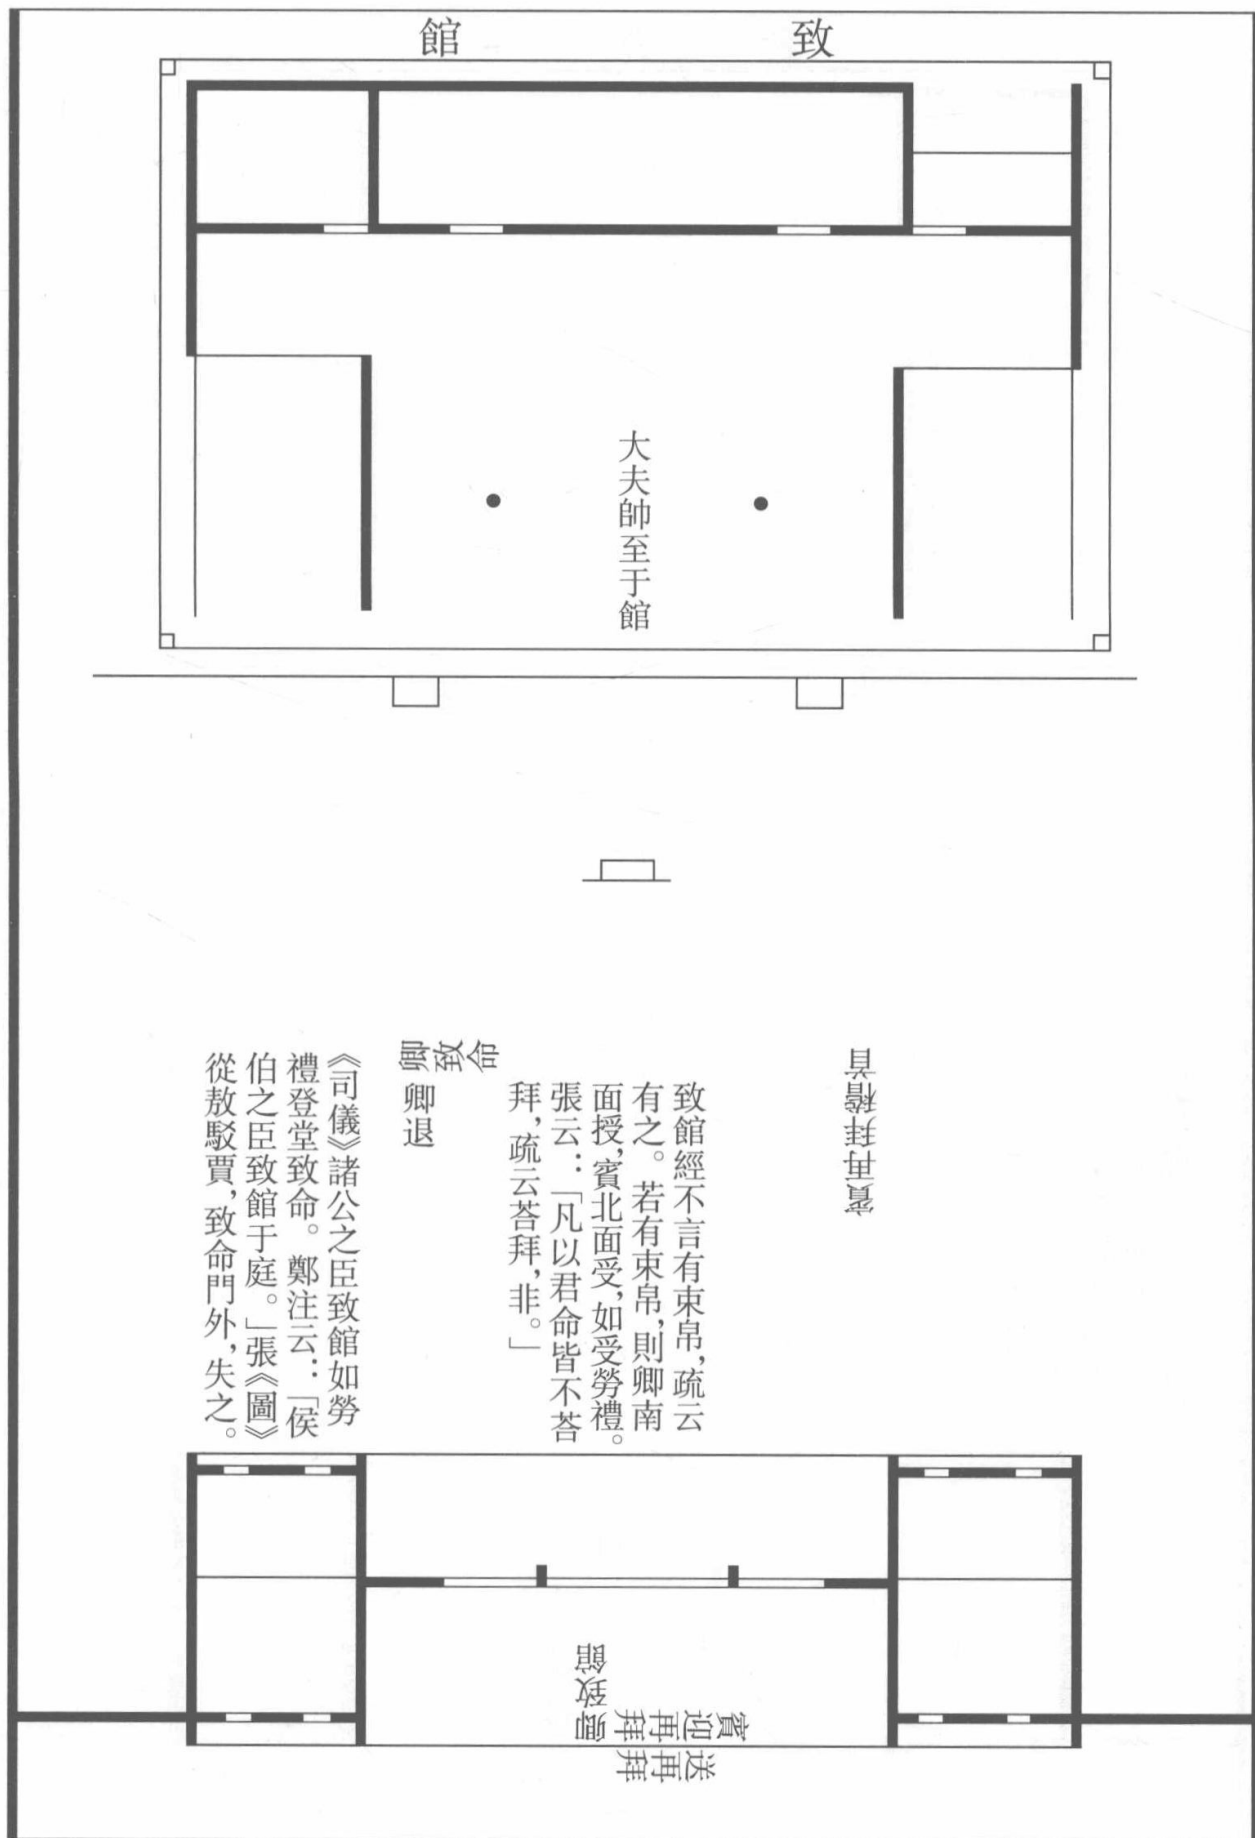 致館
大夫帥至于館
賓再拜稽首
致館經不言有束帛，疏云
有之。若有束帛，則卿南
面授，賓北面受，如受勞禮。
張云：「凡以君命皆不荅
拜，疏云荅拜，非。」
卿致命
卿退
《司儀》諸公之臣致館如勞
禮登堂致命。鄭注云：「侯
伯之臣致館于庭。」張《圖》
從敖駁賈，致命門外，失之。
卿致館
賓迎再拜
送再拜